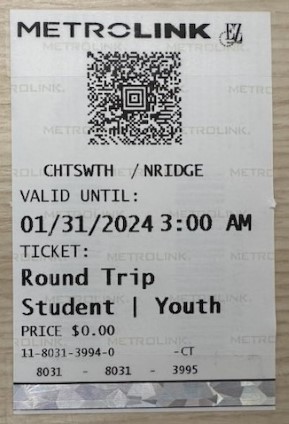 METROLINK EZ
CHTSWTH / NRIDGE
VALID UNTIL:
01/31/2024 3:00 AM
TICKET:
Round Trip
Student | Youth
PRICE $0.00
11-8031-3994-0 -CT
8031 - 8031 - 3995